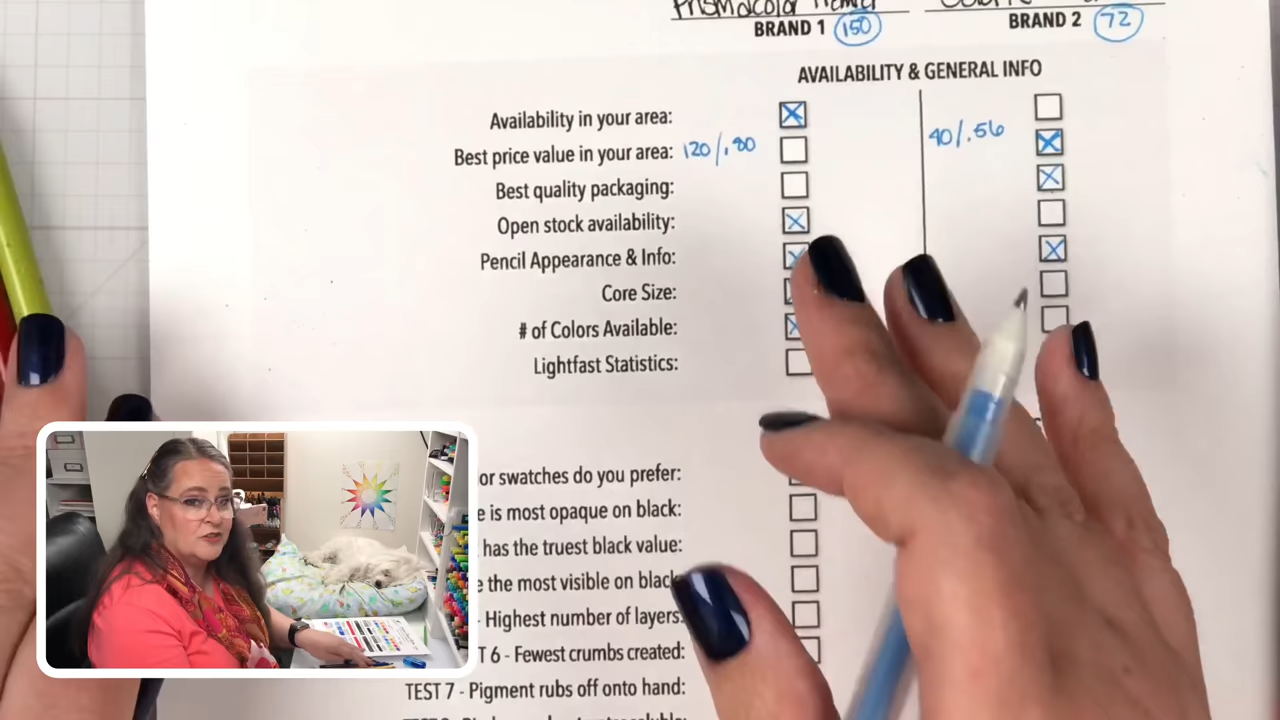 Prismacolor Premier
BRAND 1 150
BRAND 2 72
AVAILABILITY & GENERAL INFO
Availability in your area:
Best price value in your area: 120/.80 40/.56
Best quality packaging:
Open stock availability:
Pencil Appearance & Info:
Core Size:
# of Colors Available:
Lightfast Statistics:
or swatches do you prefer:
e is most opaque on black:
has the truest black value:
e the most visible on black
- Highest number of layers:
T 6 - Fewest crumbs created:
TEST 7 - Pigment rubs off onto hand: